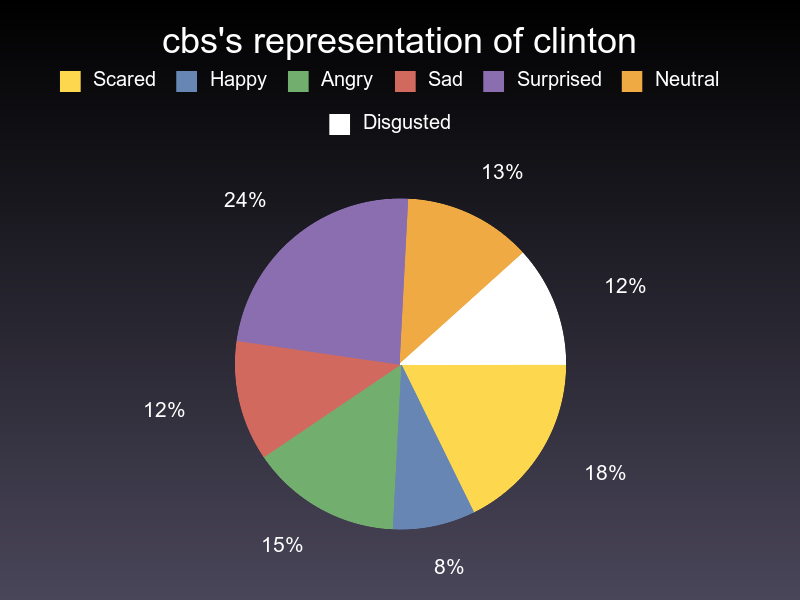 cbs's representation of clinton
Scared Happy Angry Sad Surprised Neutral
Disgusted
13%
24%
12%
12%
18%
15%
8%